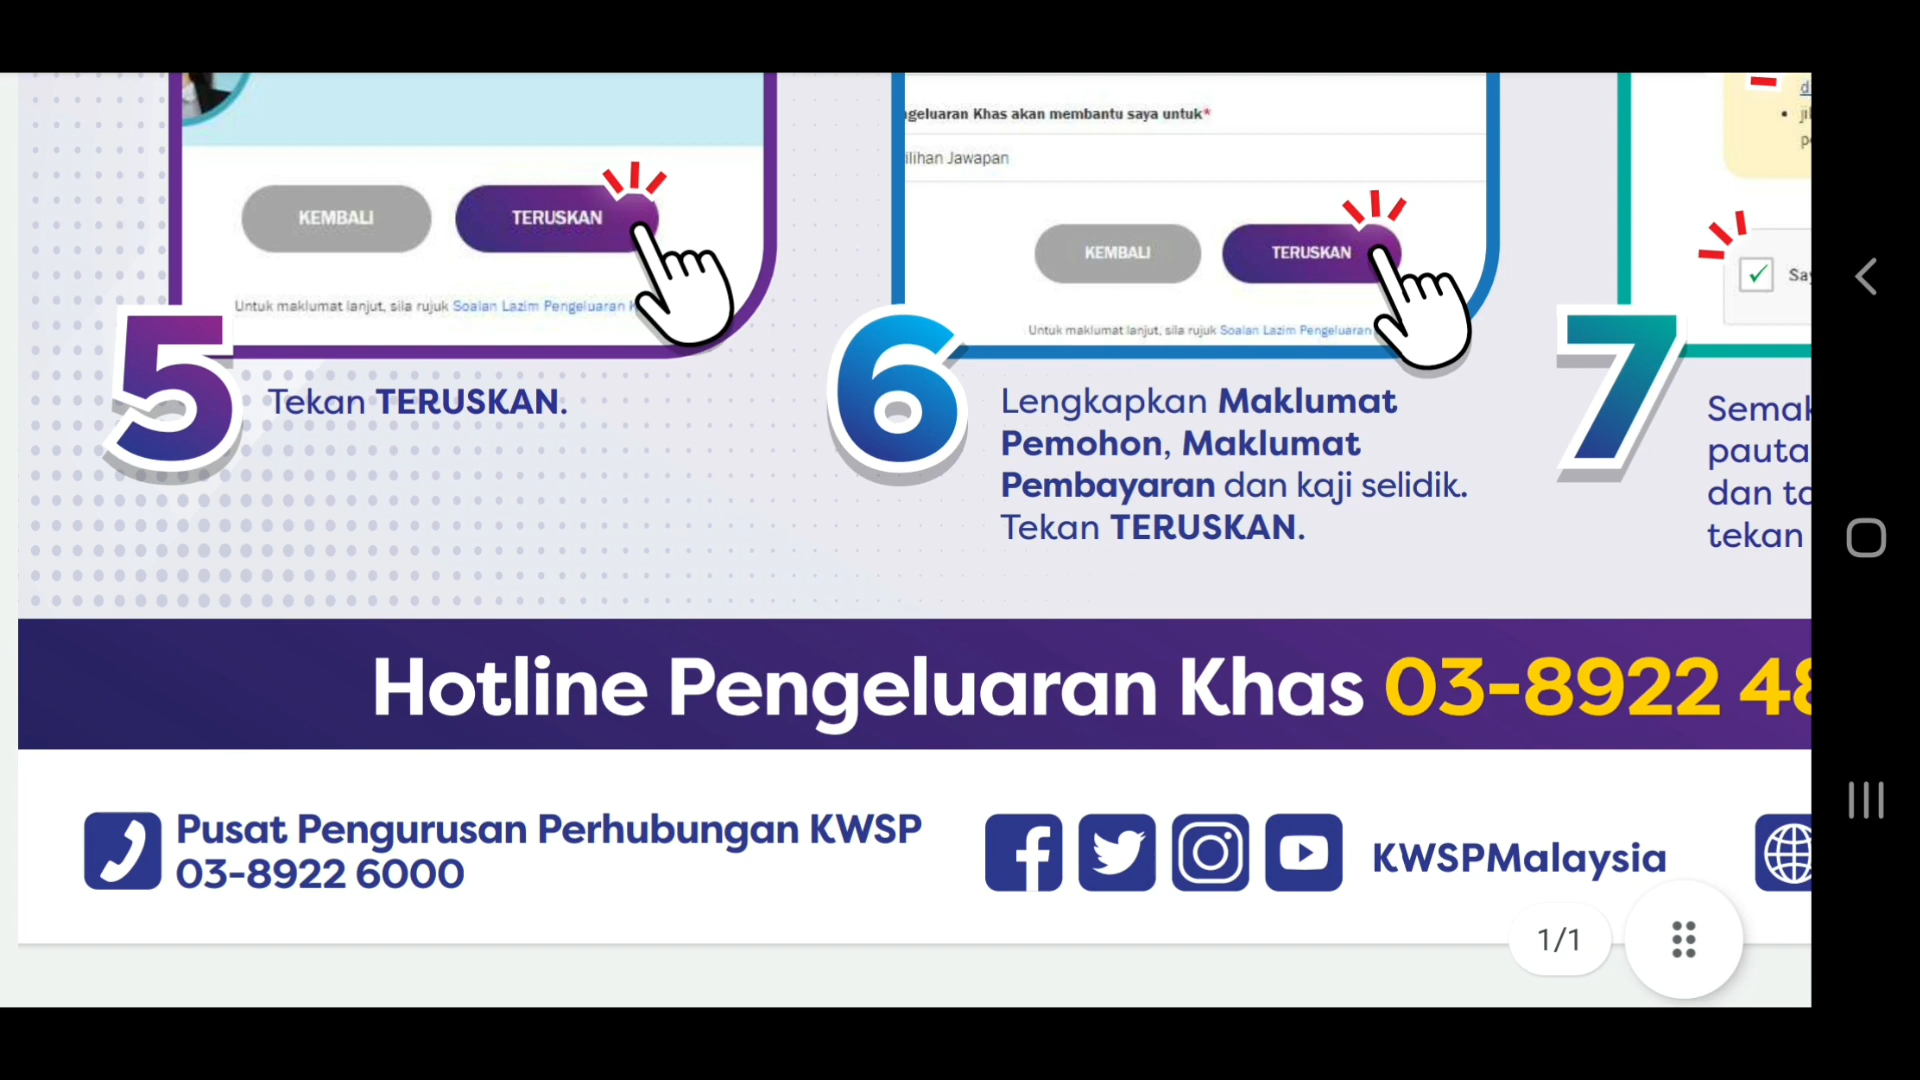 geluaran Khas akan membantu saya untuk*
ilihan Jawapan
KEMBALI
TERUSKAN
KEMBALI
TERUSKAN
Untuk maklumat lanjut, sila rujuk Soalan Lazim Pengeluaran
Untuk maklumat lanjut, sila rujuk Soalan Lazim Pengeluaran
5
Tekan TERUSKAN.
6
Lengkapkan Maklumat
Pemohon, Maklumat
Pembayaran dan kaji selidik.
Tekan TERUSKAN.
7
pauta
dan
tekan
Hotline Pengeluaran Khas 03-8922 48
Pusat Pengurusan Perhubungan KWSP
03-8922 6000
KWSPMalaysia
1/1